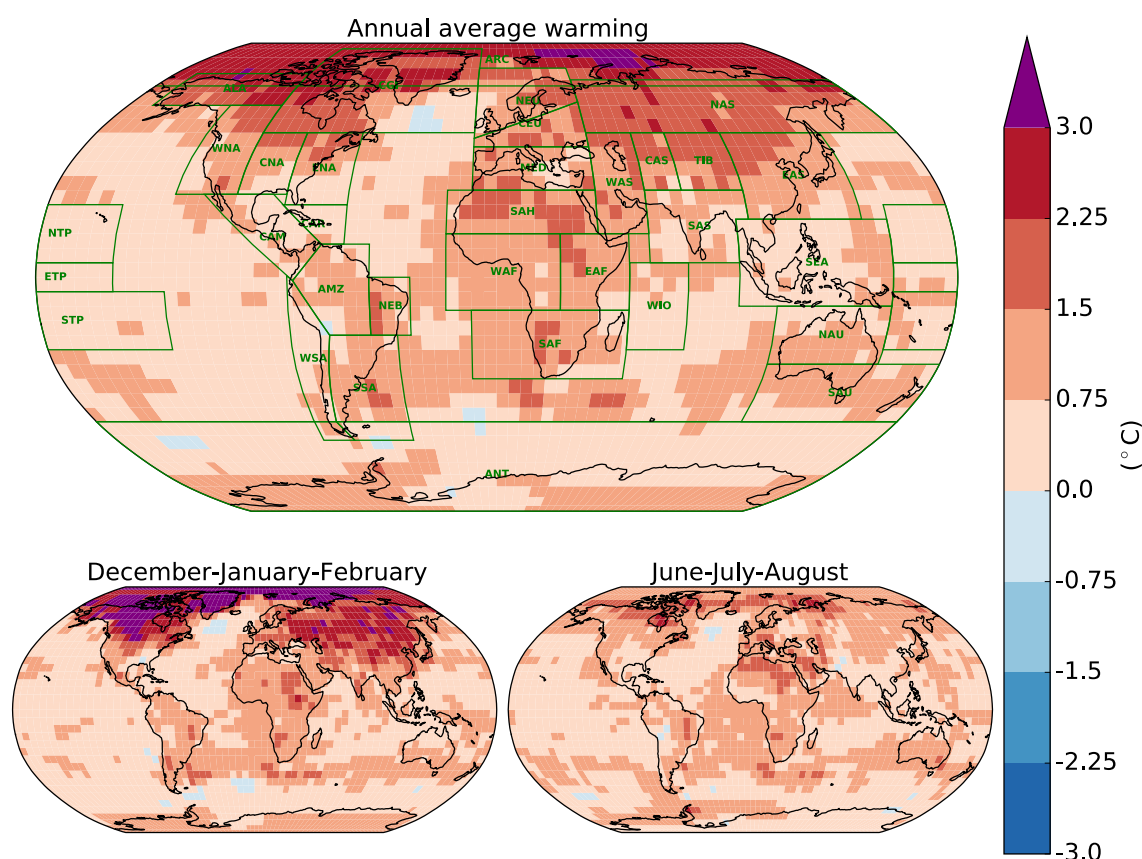 Annual average warming
ARC
ALA
CGI
NEU
NAS
CEU
WNA
CNA
ENA
MED
CAS
TIB
EAS
WAS
SAH
SAS
NTP
CAR
CAM
SEA
ETP
WAF
EAF
AMZ
NEB
WIO
STP
NAU
SAF
WSA
SSA
SAU
ANT
3.0
2.25
1.5
0.75
0.0
-0.75
-1.5
-2.25
-3.0
(°C)
December-January-February
June-July-August